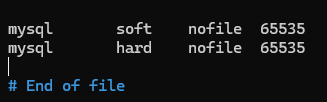 mysql soft nofile 65535
mysql hard nofile 65535
# End of file